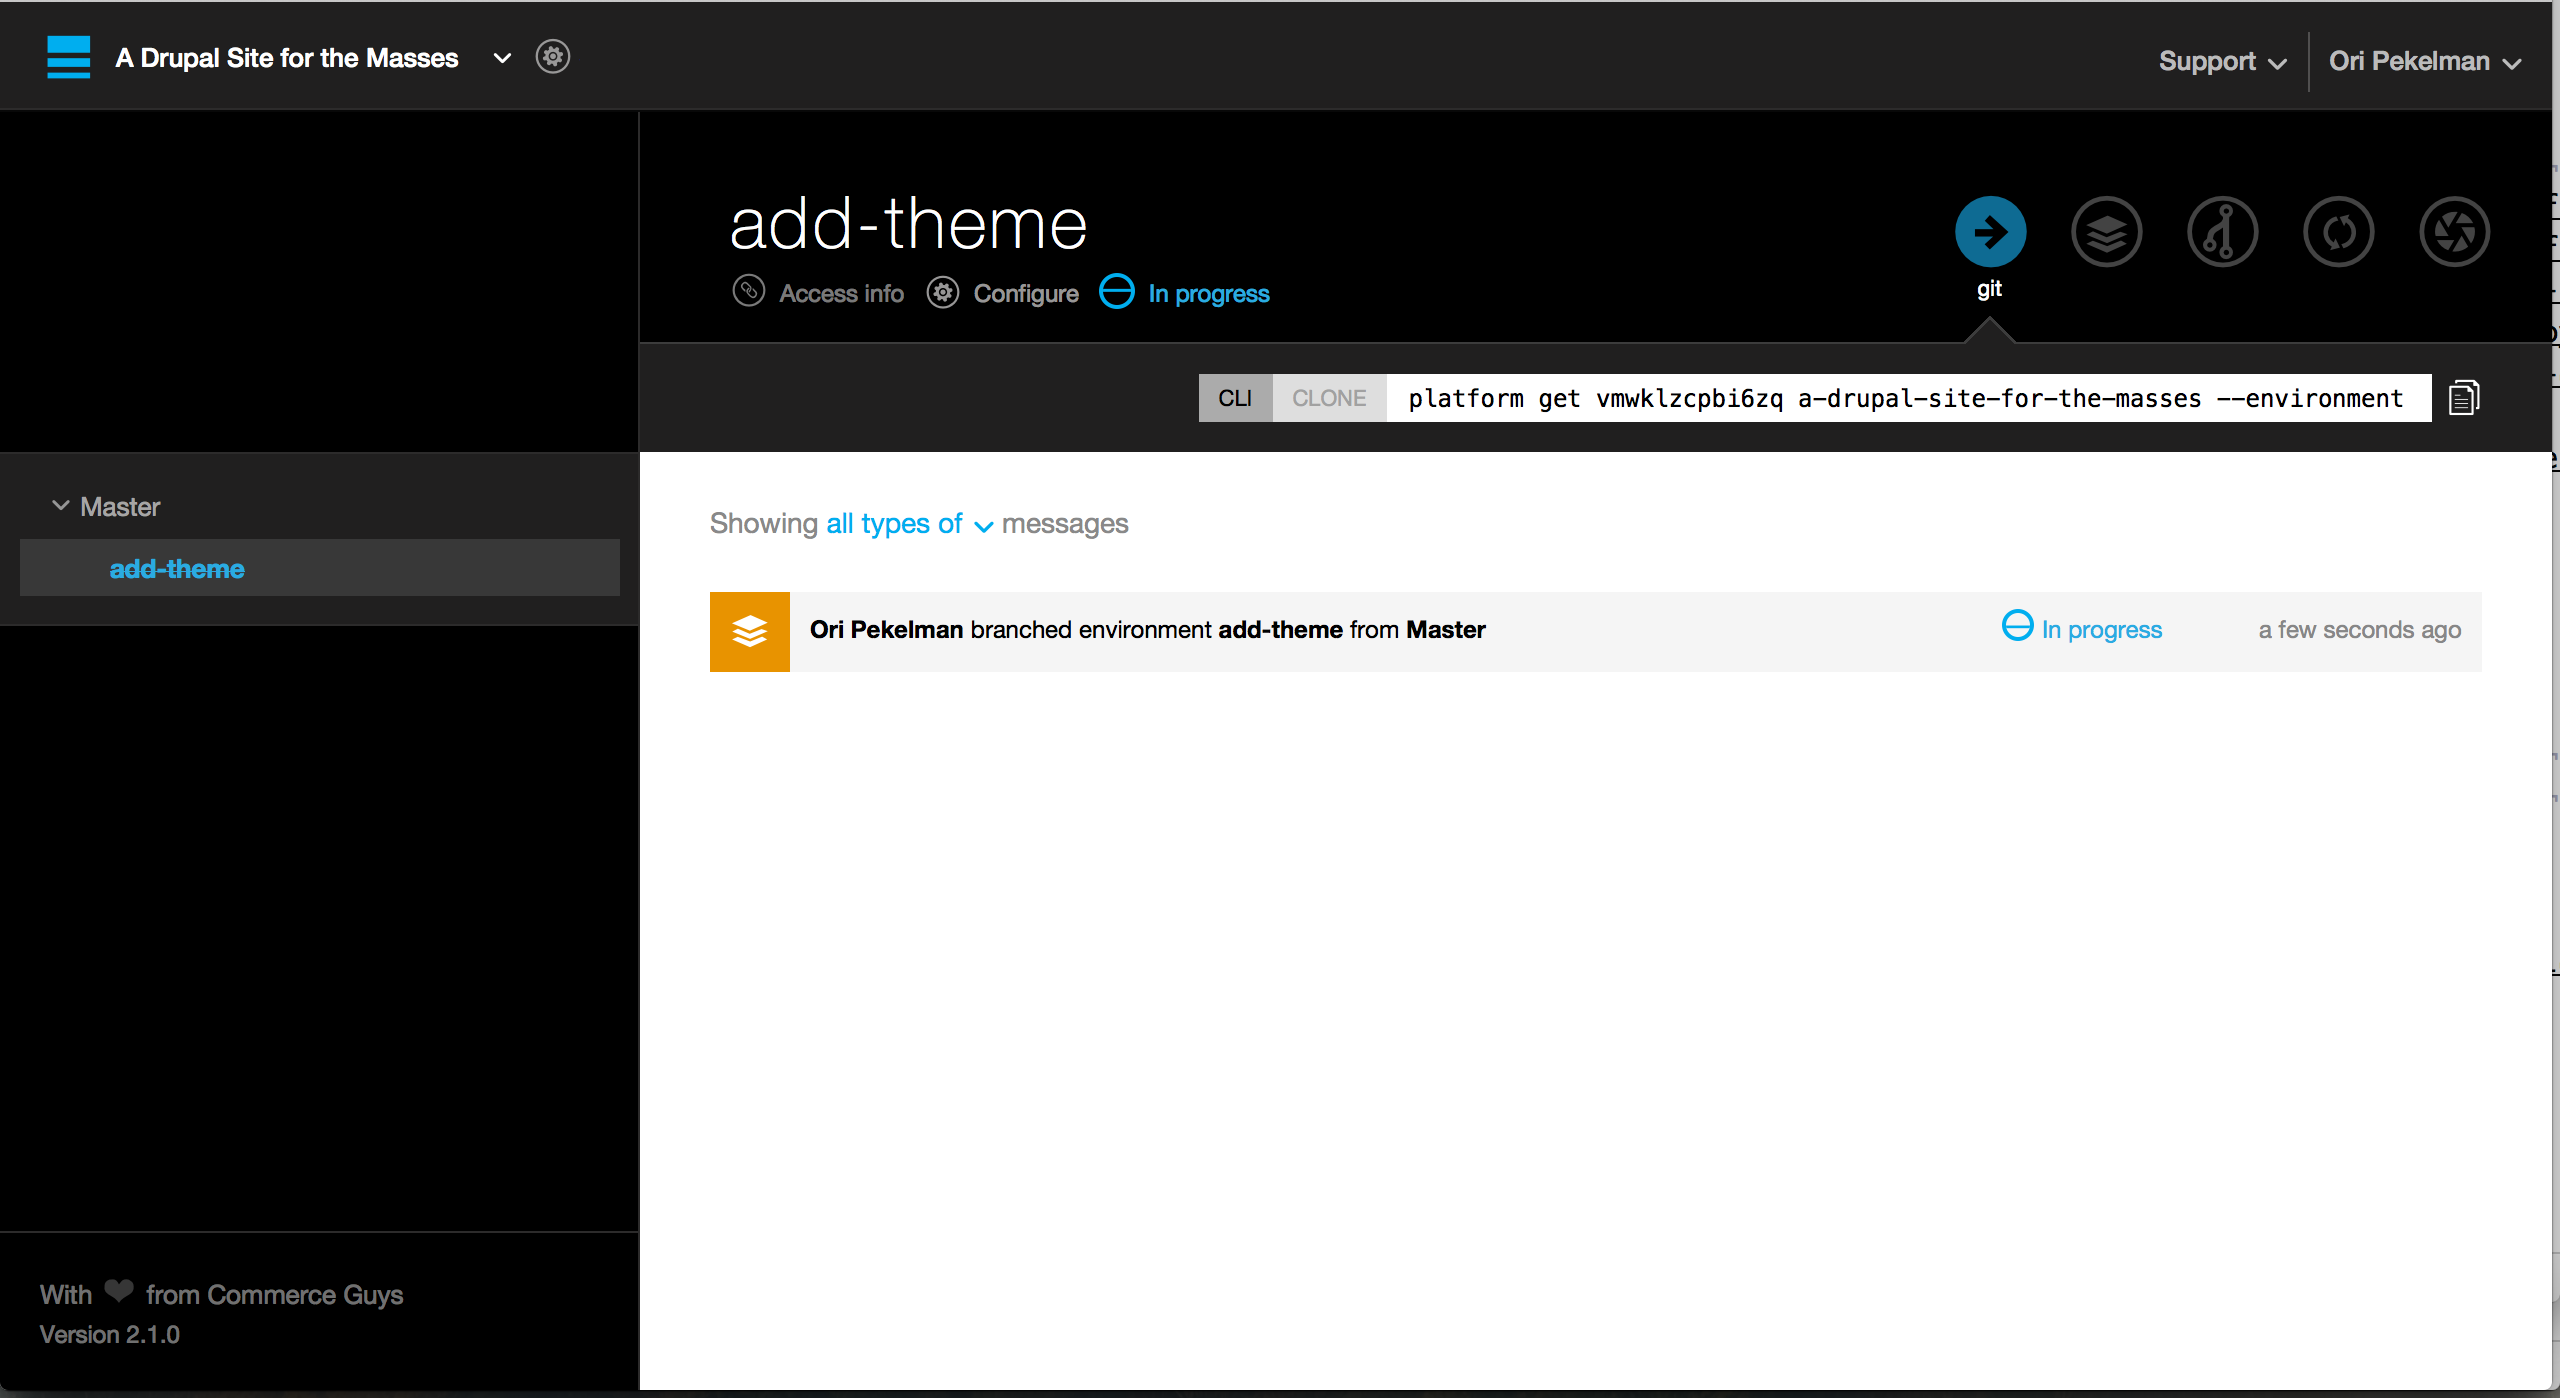 A Drupal Site for the Masses
Support
Ori Pekelman
add-theme
Access info Configure In progress
git
CLI CLONE platform get vmwklzcpbi6zq a-drupal-site-for-the-masses --environment
Master
add-theme
Showing all types of messages
Ori Pekelman branched environment add-theme from Master In progress a few seconds ago
With ❤ from Commerce Guys
Version 2.1.0